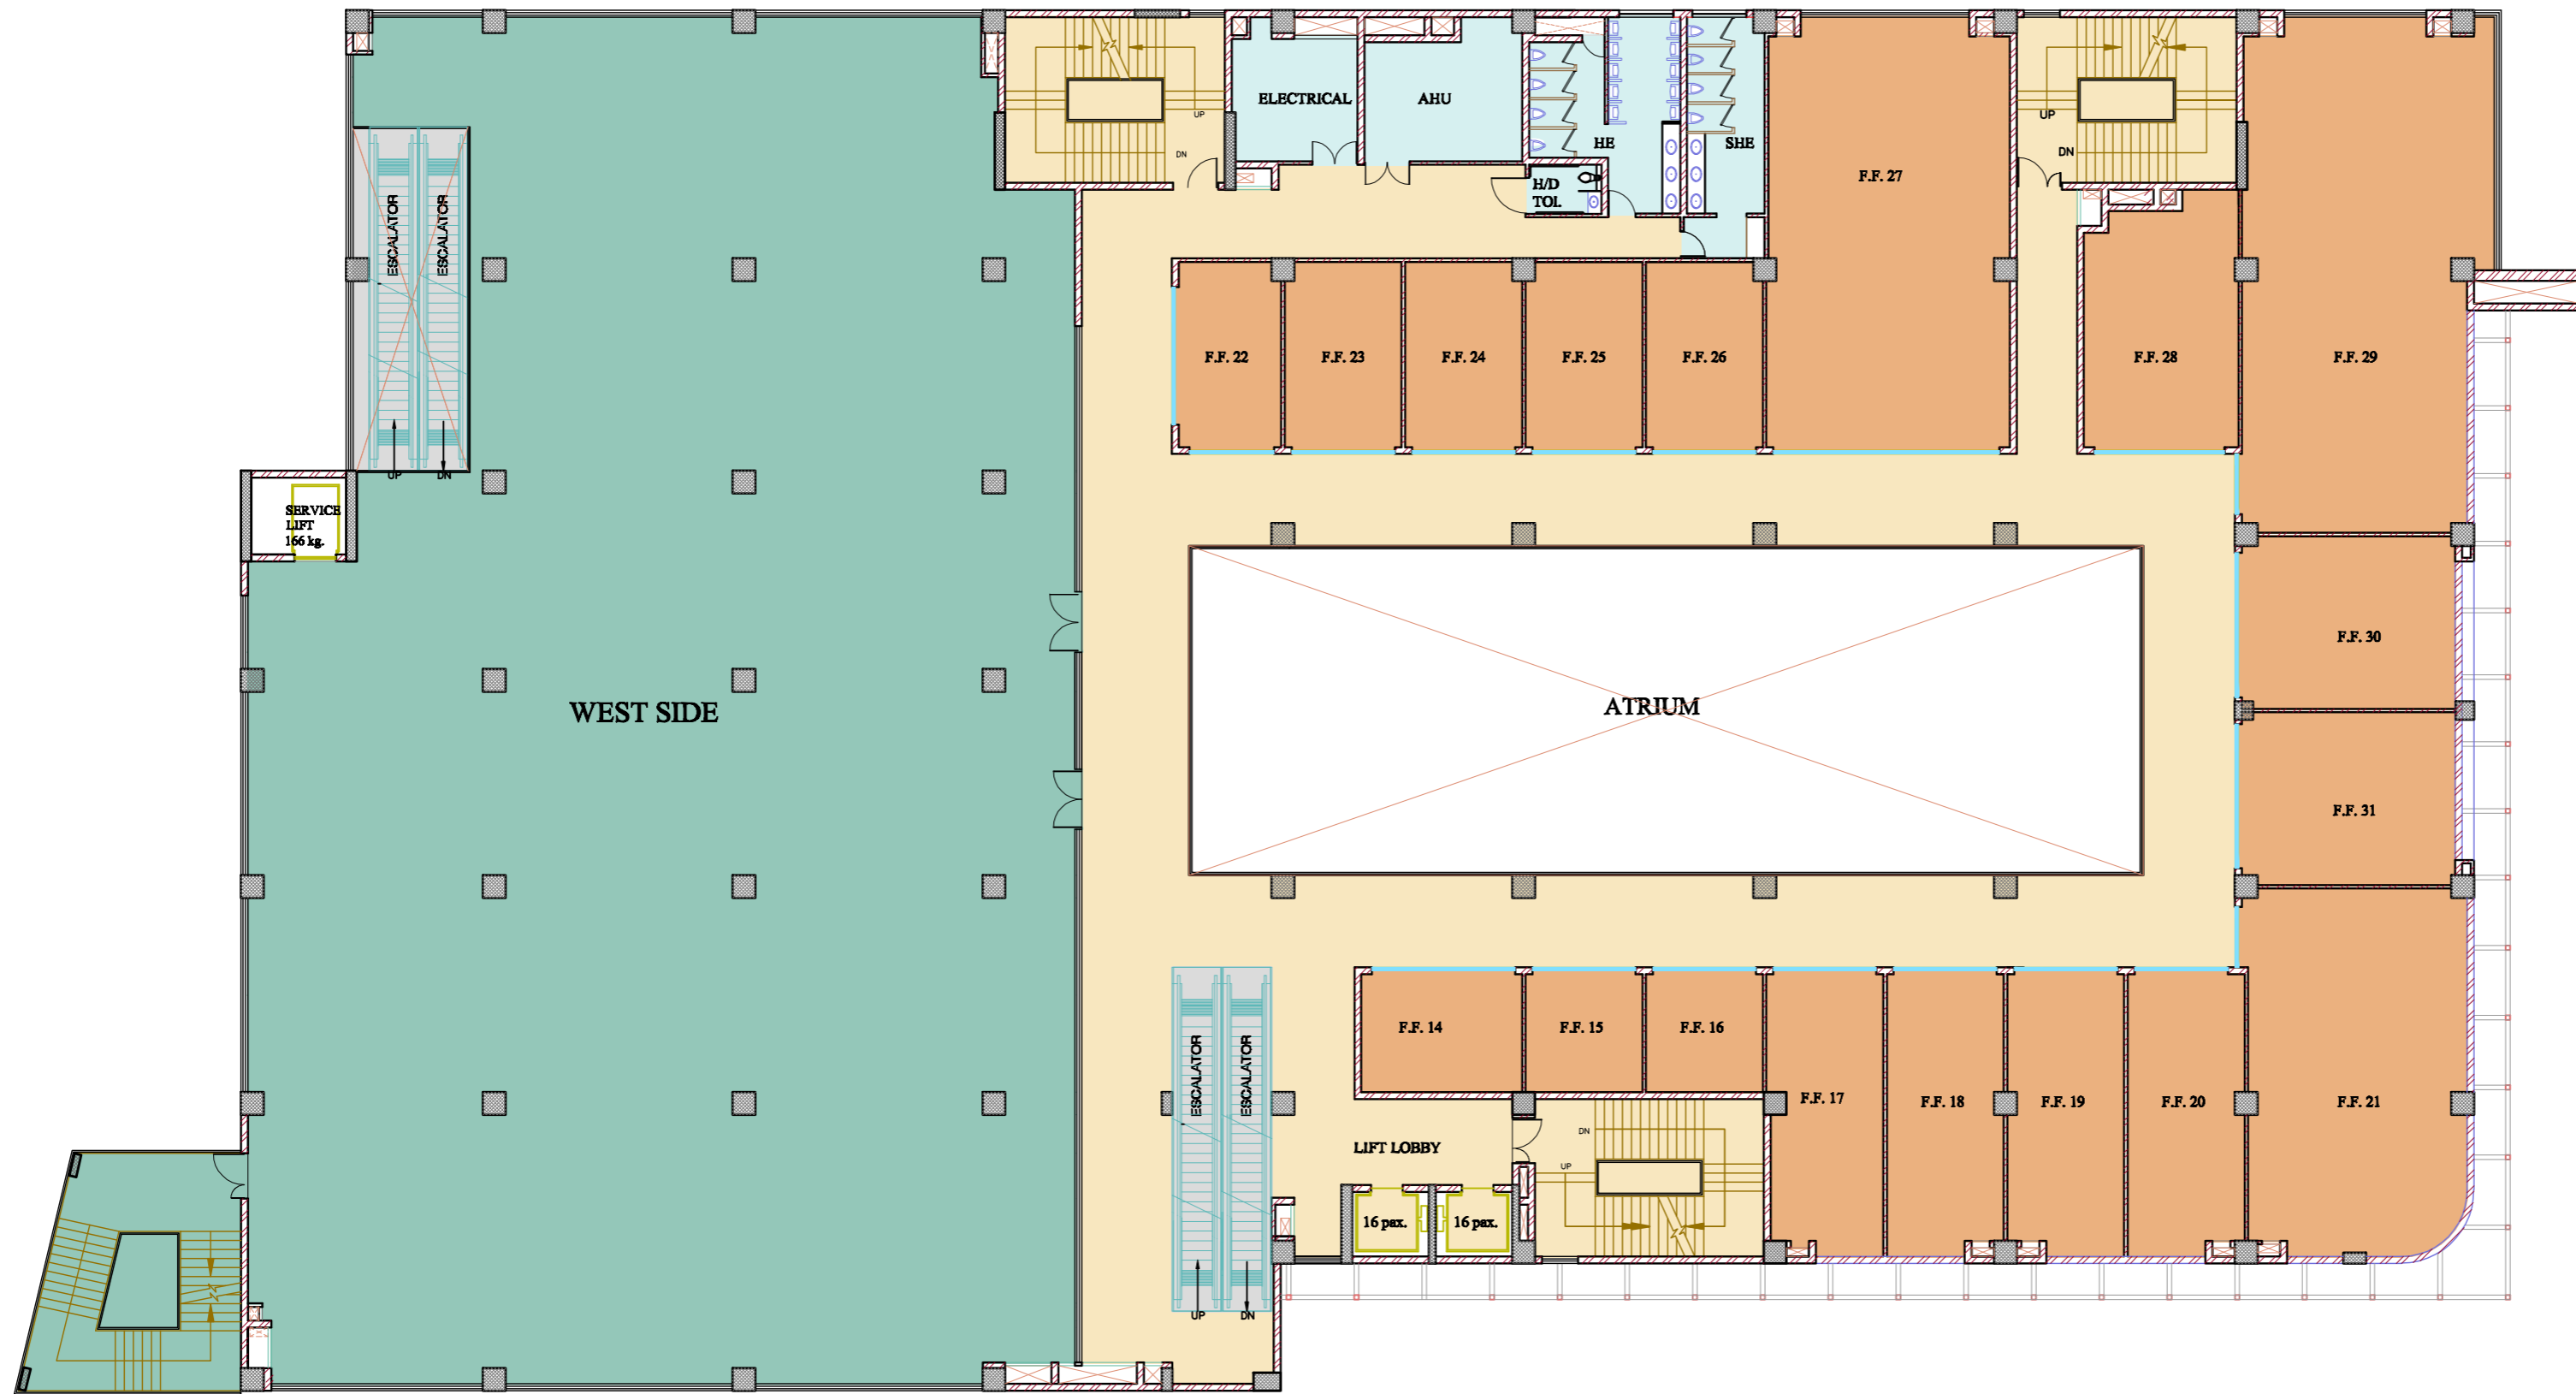 UP
DN
ELECTRICAL
AHU
HE
SHE
H/D
TOI.
F.F. 27
UP
DN
ESCALATOR
ESCALATOR
UP
DN
F.F. 22
F.F. 23
F.F. 24
F.F. 25
F.F. 26
F.F. 28
F.F. 29
SERVICE
LIFT
166 kg.
WEST SIDE
ATRIUM
F.F. 30
F.F. 31
F.F. 14
F.F. 15
F.F. 16
F.F. 17
F.F. 18
F.F. 19
F.F. 20
F.F. 21
ESCALATOR
ESCALATOR
UP
DN
LIFT LOBBY
DN
UP
16 pax.
16 pax.